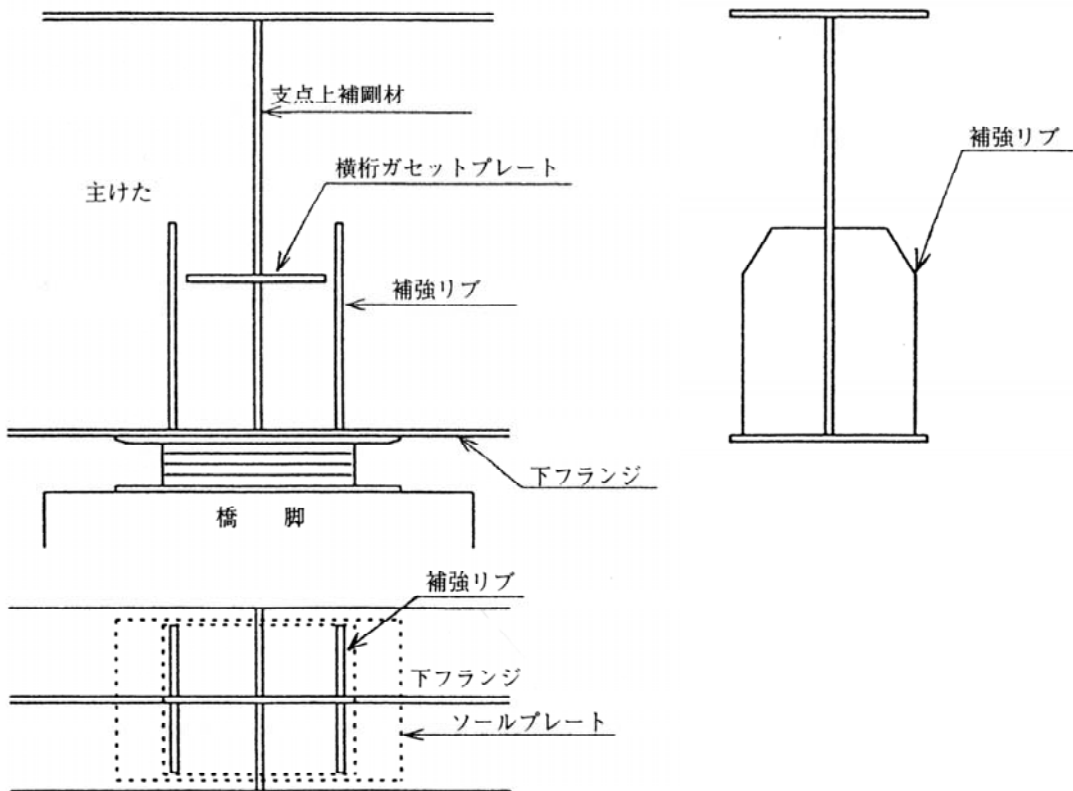 支点上補剛材
横桁ガセットプレート
主けた
補強リブ
補強リブ
下フランジ
橋　脚
補強リブ
下フランジ
ソールプレート